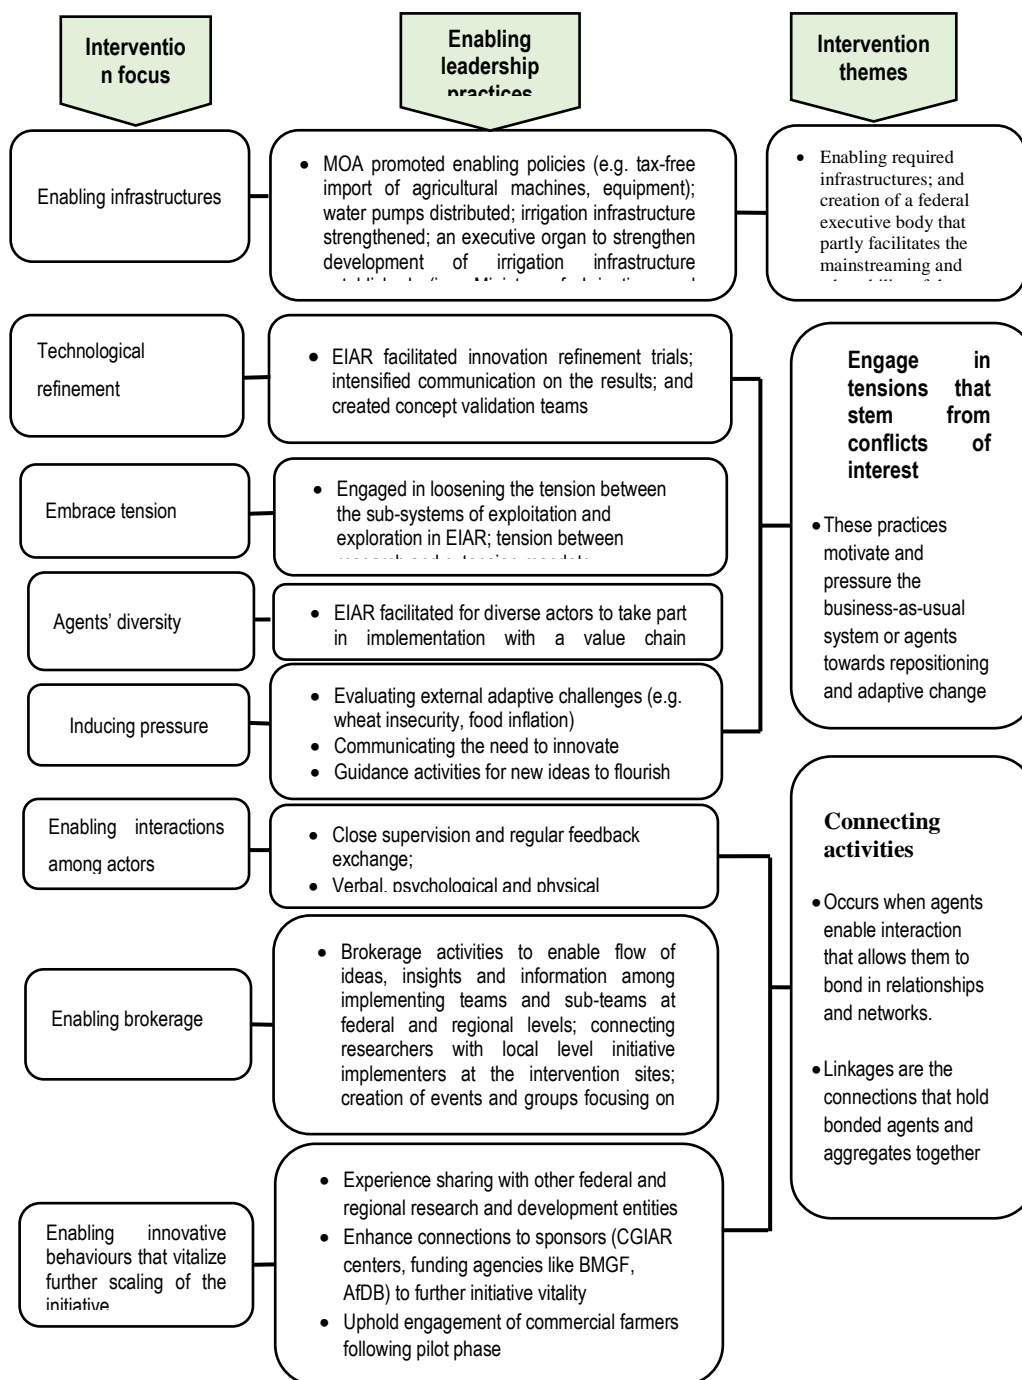 Interventio
n focus
Enabling
leadership
practices
Intervention
themes
Enabling infrastructures
• MOA promoted enabling policies (e.g. tax-free
import of agricultural machines, equipment);
water pumps distributed; irrigation infrastructure
strengthened; an executive organ to strengthen
development of irrigation infrastructure
• Enabling required
infrastructures; and
creation of a federal
executive body that
partly facilitates the
mainstreaming and
Technological
refinement
• EIAR facilitated innovation refinement trials;
intensified communication on the results; and
created concept validation teams
Embrace tension
• Engaged in loosening the tension between
the sub-systems of exploitation and
exploration in EIAR; tension between
Agents' diversity
• EIAR facilitated for diverse actors to take part
in implementation with a value chain
Inducing pressure
• Evaluating external adaptive challenges (e.g.
wheat insecurity, food inflation)
• Communicating the need to innovate
• Guidance activities for new ideas to flourish
Engage in
tensions that
stem from
conflicts of
interest
• These practices
motivate and
pressure the
business-as-usual
system or agents
towards repositioning
and adaptive change
Enabling interactions
among actors
• Close supervision and regular feedback
exchange;
• Verbal, psychological and physical
Enabling brokerage
• Brokerage activities to enable flow of
ideas, insights and information among
implementing teams and sub-teams at
federal and regional levels; connecting
researchers with local level initiative
implementers at the intervention sites;
creation of events and groups focusing on
Enabling innovative
behaviours that vitalize
further scaling of the
initiative
• Experience sharing with other federal and
regional research and development entities
• Enhance connections to sponsors (CGIAR
centers, funding agencies like BMGF,
AfDB) to further initiative vitality
• Uphold engagement of commercial farmers
following pilot phase
Connecting
activities
• Occurs when agents
enable interaction
that allows them to
bond in relationships
and networks.
• Linkages are the
connections that hold
bonded agents and
aggregates together